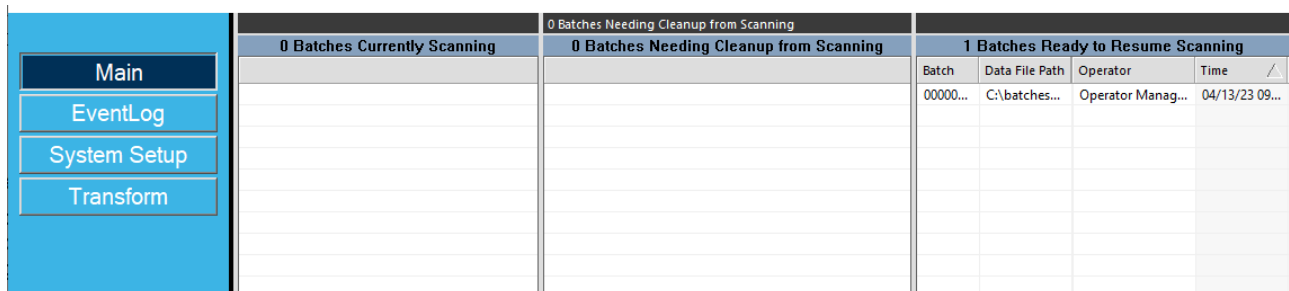 Main
EventLog
System Setup
Transform
0 Batches Currently Scanning
0 Batches Needing Cleanup from Scanning
0 Batches Needing Cleanup from Scanning
1 Batches Ready to Resume Scanning
Batch Data File Path Operator Time
00000... C:\batches... Operator Manag... 04/13/23 09...